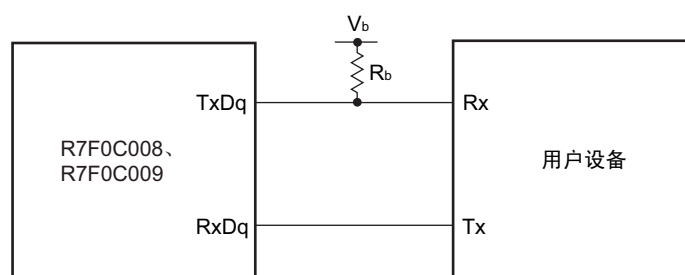 Vb
Rb
TxDq
Rx
R7F0C008、
R7F0C009
用户设备
RxDq
Tx